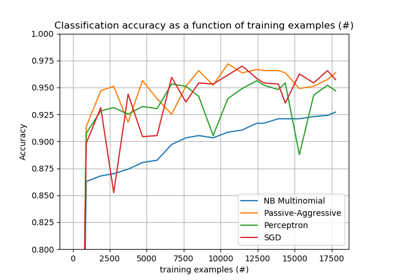 Classification accuracy as a function of training examples (#)
1.000
0.975
0.950
0.925
0.900
0.875
0.850
0.825
0.800
Accuracy
0 2500 5000 7500 10000 12500 15000 17500
training examples (#)
NB Multinomial
Passive-Aggressive
Perceptron
SGD